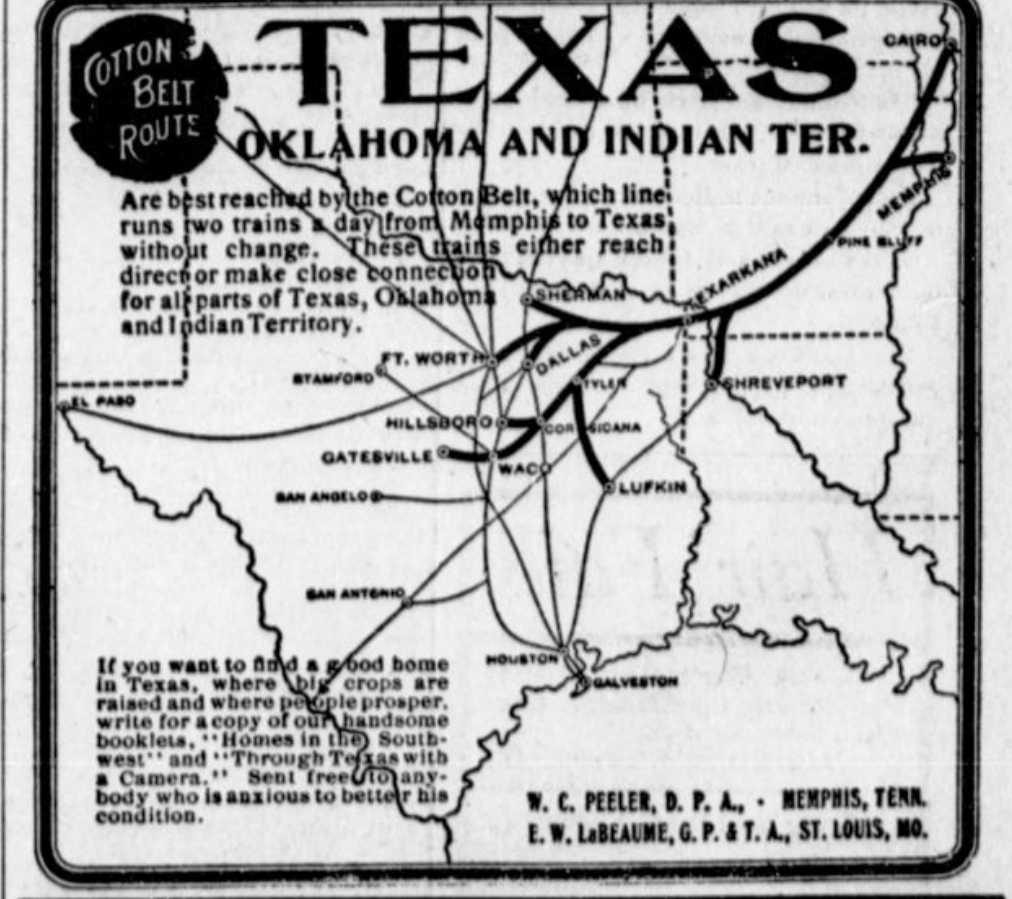 COTTON
BELT
ROUTE
TEXAS
OKLAHOMA AND INDIAN TER.
Are best reached by the Cotton Belt, which line
runs two trains a day from Memphis to Texas
without change. These trains either reach
direct or make close connection
for all parts of Texas, Oklahoma
and Indian Territory.
CAIRO
MEMPHIS
PINE BLUFF
TEXARKANA
SHERMAN
FT. WORTH
DALLAS
STAMFORD
TYLER
SHREVEPORT
EL PASO
HILLSBORO
CORSICANA
GATESVILLE
WACO
LUFKIN
SAN ANGELO
SAN ANTONIO
HOUSTON
GALVESTON
If you want to find a good home
in Texas, where big crops are
raised and where people prosper,
write for a copy of our handsome
booklets, "Homes in the South-
west" and "Through Texas with
a Camera." Sent free to any-
body who is anxious to better his
condition.
W. C. PEELER, D. P. A., · MEMPHIS, TENN.
E. W. LaBEAUME, G. P. & T. A., ST. LOUIS, MO.